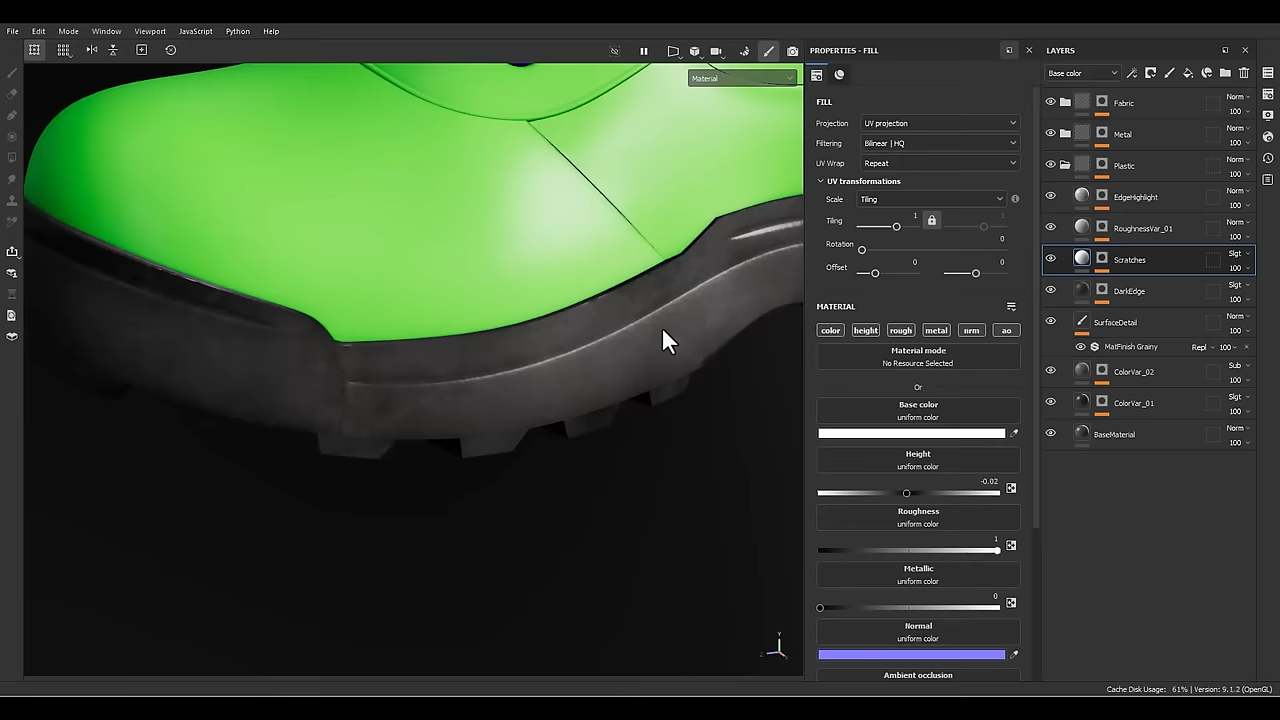 File Edit Mode Window Viewport JavaScript Python Help
Material
PROPERTIES - FILL
FILL
Projection UV projection
Filtering Bilinear | HQ
UV Wrap Repeat
UV transformations
Scale Tiling
Tiling 1 1
Rotation 0
Offset 0 0
MATERIAL
color height rough metal nrm ao
Material mode
No Resource Selected
Or
Base color
uniform color
Height
uniform color
-0.02
Roughness
uniform color
1
Metallic
uniform color
0
Normal
uniform color
Ambient occlusion
LAYERS
Base color
Fabric Norm 100
Metal Norm 100
Plastic Norm 100
EdgeHighlight Norm 100
RoughnessVar_01 Norm 100
Scratches Slgt 100
DarkEdge Slgt 100
SurfaceDetail Norm 100
MatFinish Grainy Repl 100
ColorVar_02 Sub 100
ColorVar_01 Slgt 100
BaseMaterial Norm 100
Y
Cache Disk Usage: 61% | Version: 9.1.2 (OpenGL)